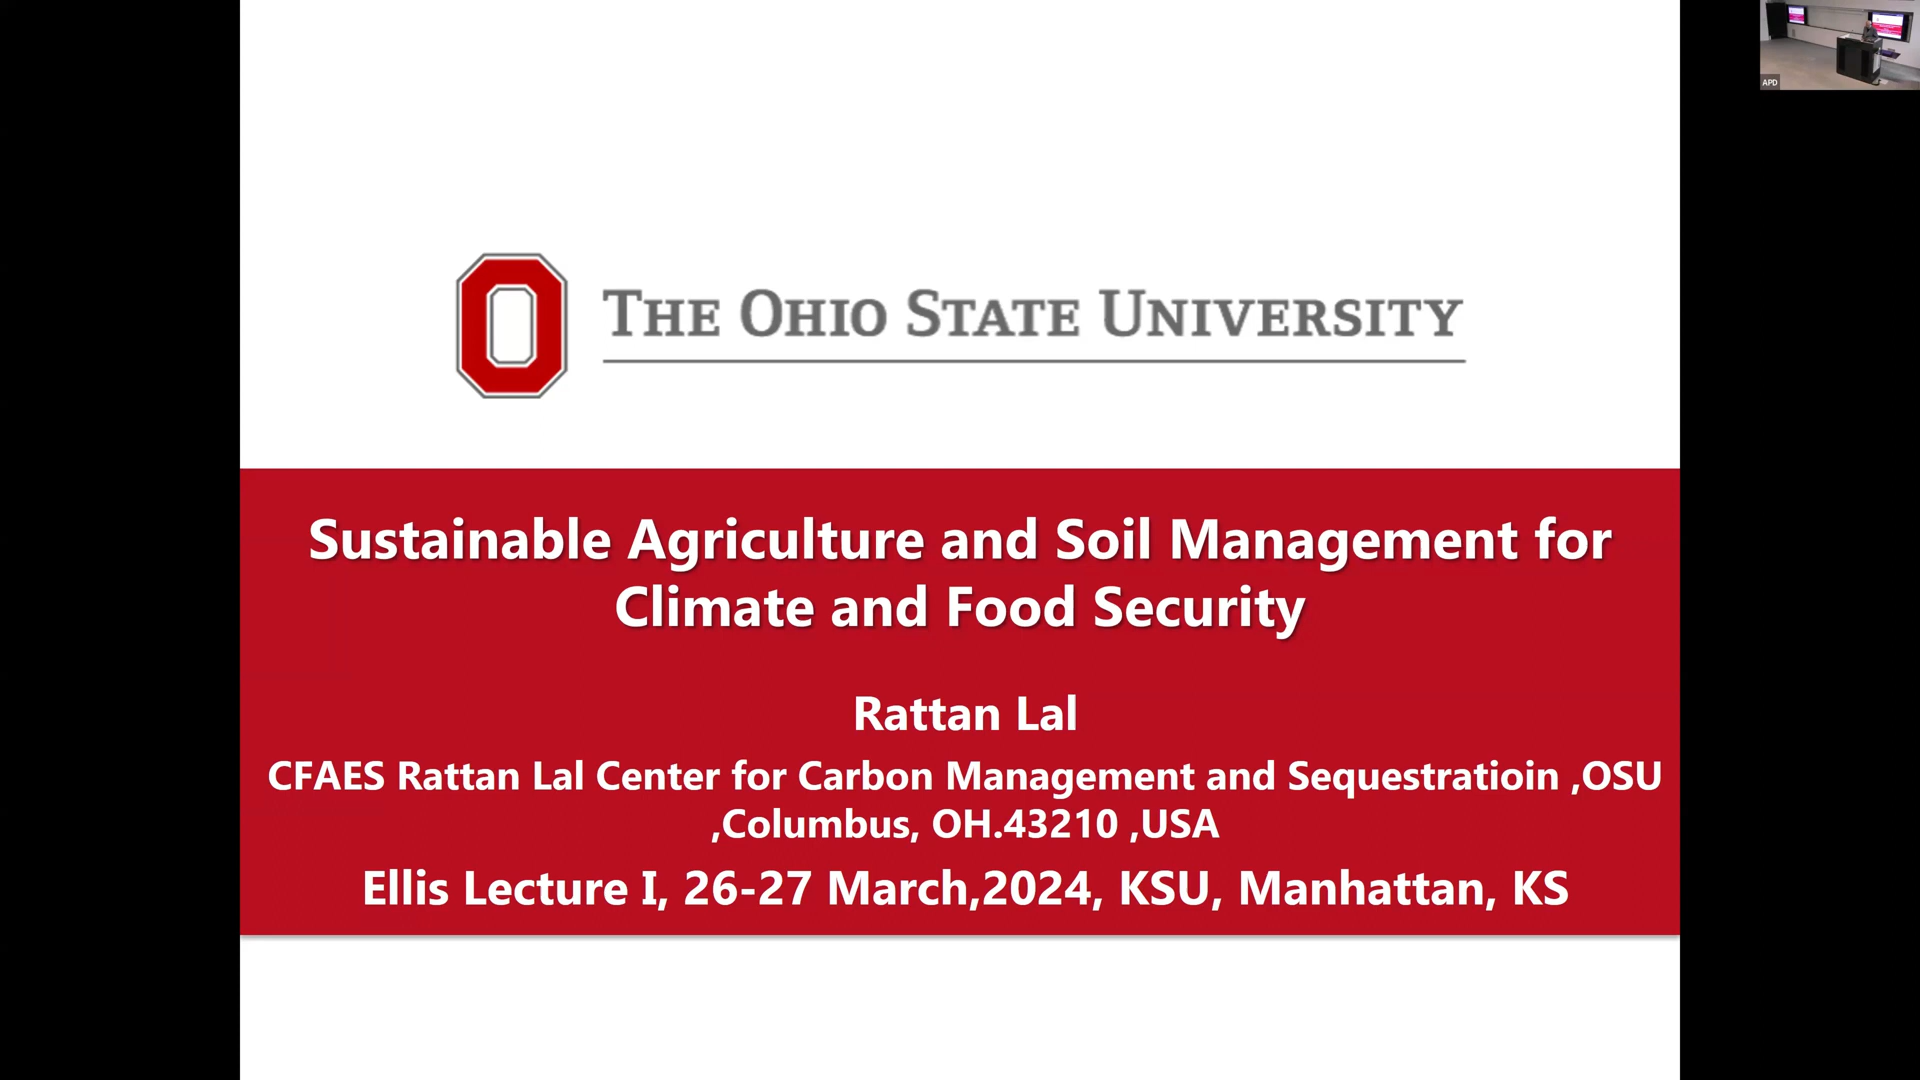 APD
THE OHIO STATE UNIVERSITY
Sustainable Agriculture and Soil Management for
Climate and Food Security
Rattan Lal
CFAES Rattan Lal Center for Carbon Management and Sequestratioin ,OSU
,Columbus, OH.43210 ,USA
Ellis Lecture I, 26-27 March,2024, KSU, Manhattan, KS